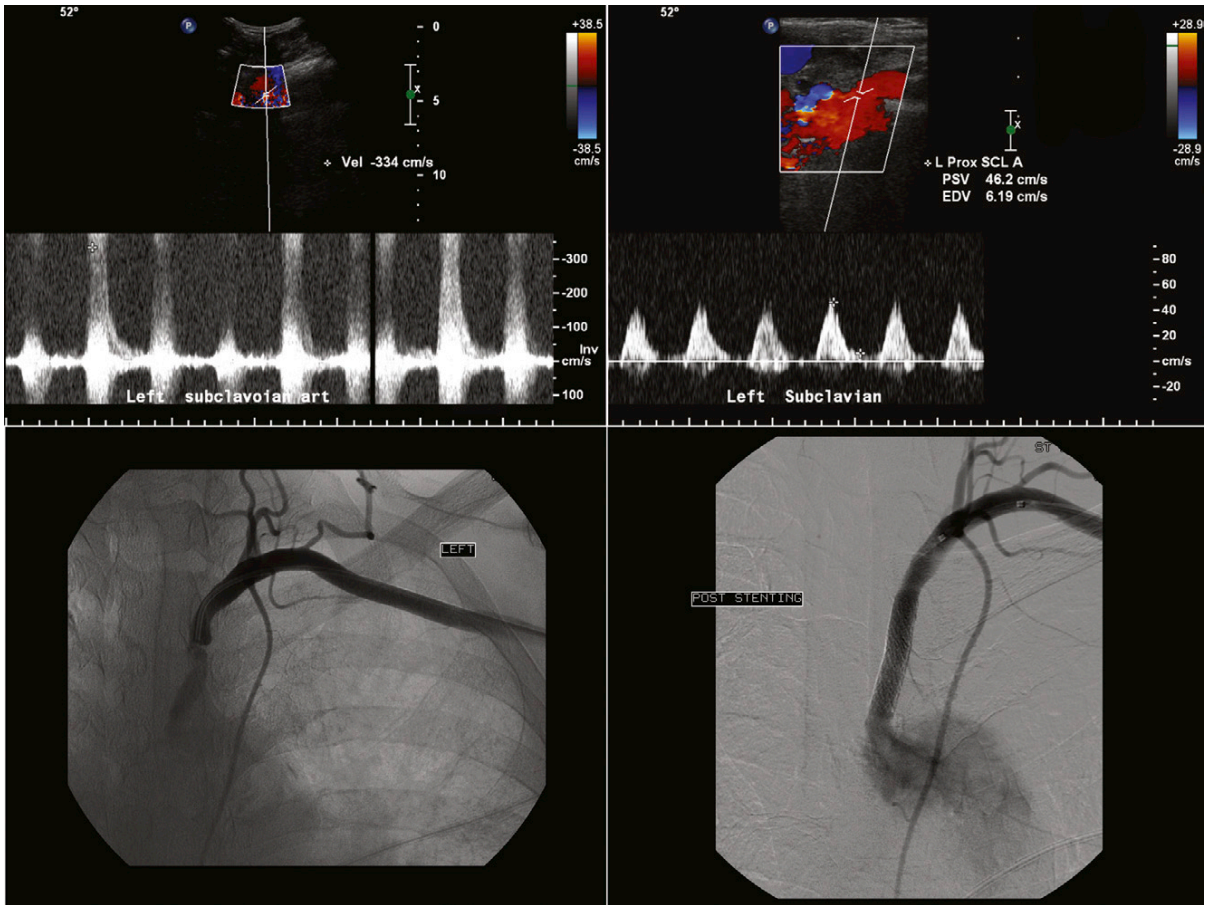 52°
P
+38.5
-38.5
cm/s
0
x
5
10
Vel -334 cm/s
-300
-200
-100
Inv
cm/s
100
Left subclavoian art
52°
P
+28.9
-28.9
cm/s
x
L Prox SCL A
PSV 46.2 cm/s
EDV 6.19 cm/s
80
60
40
20
cm/s
-20
Left Subclavian
LEFT
ST
POST STENTING